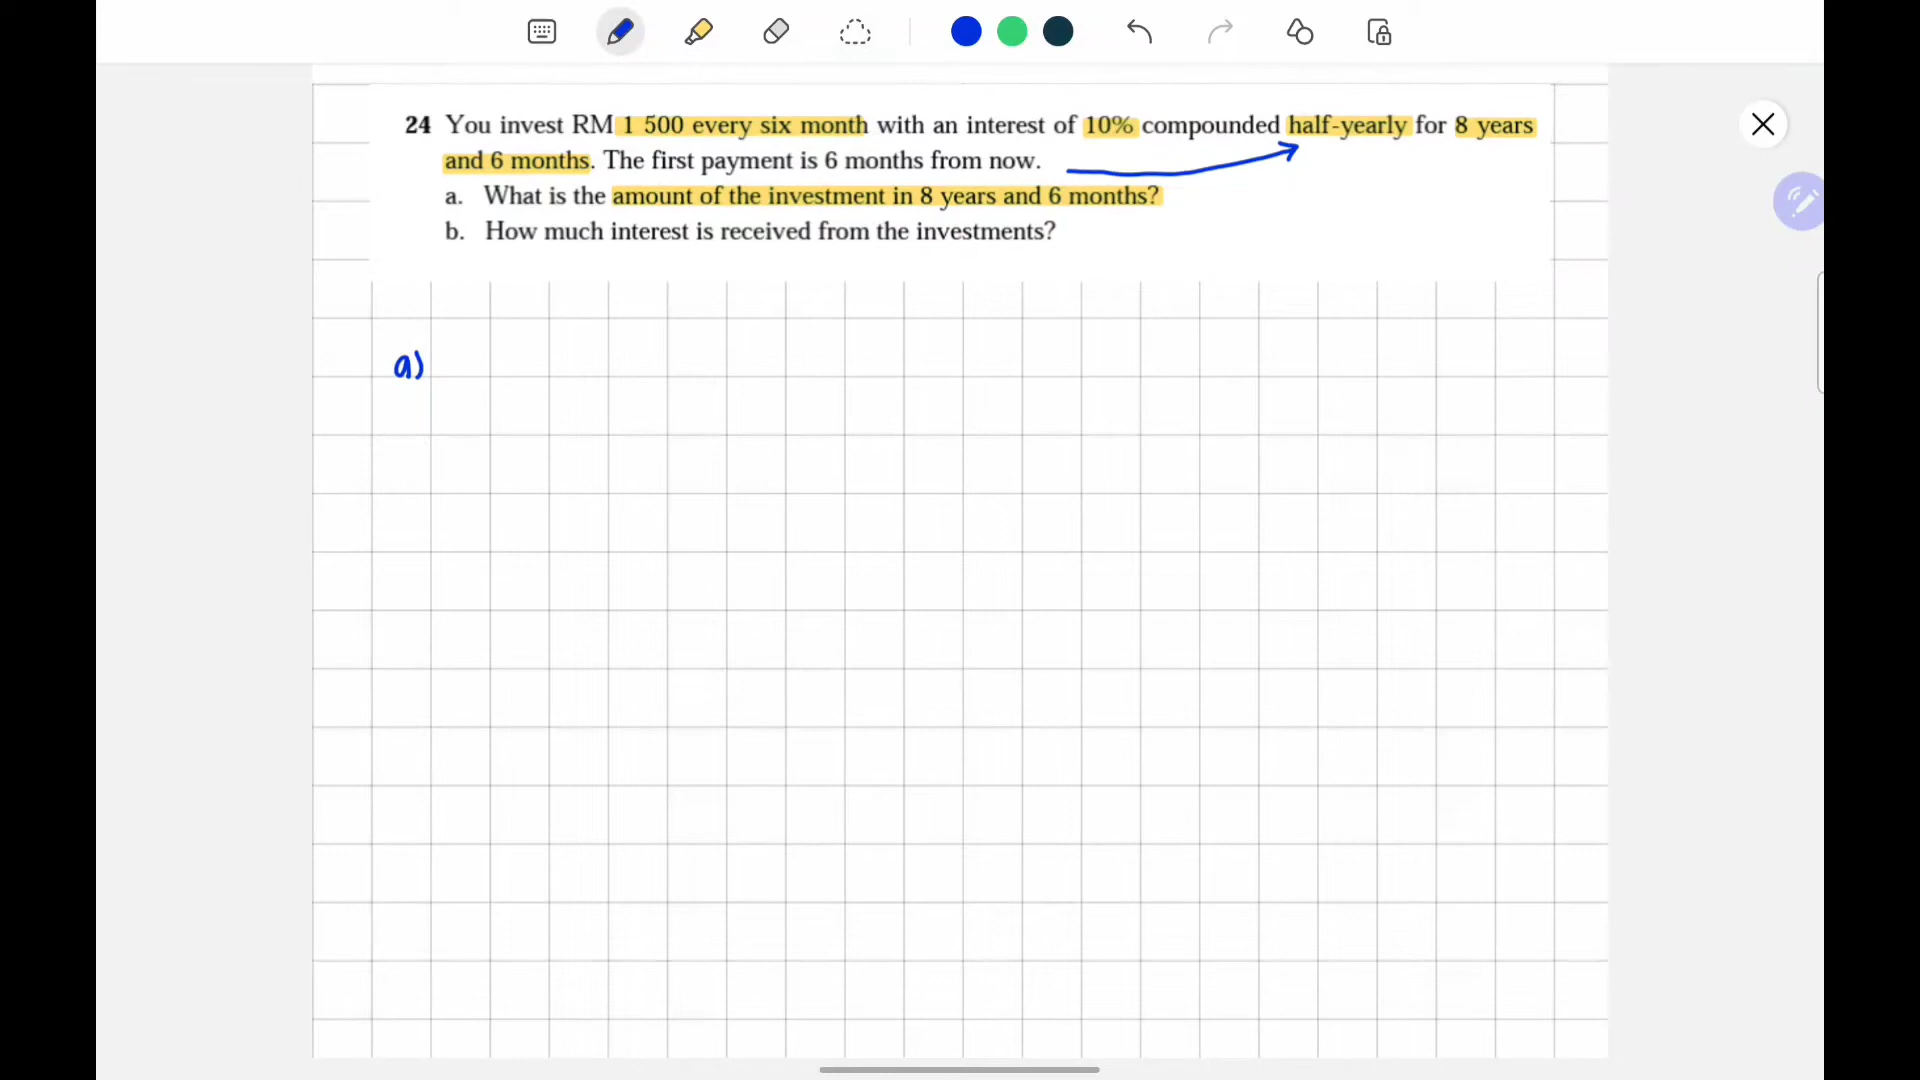 24 You invest RM 1 500 every six month with an interest of 10% compounded half-yearly for 8 years
and 6 months. The first payment is 6 months from now.
a. What is the amount of the investment in 8 years and 6 months?
b. How much interest is received from the investments?
a)